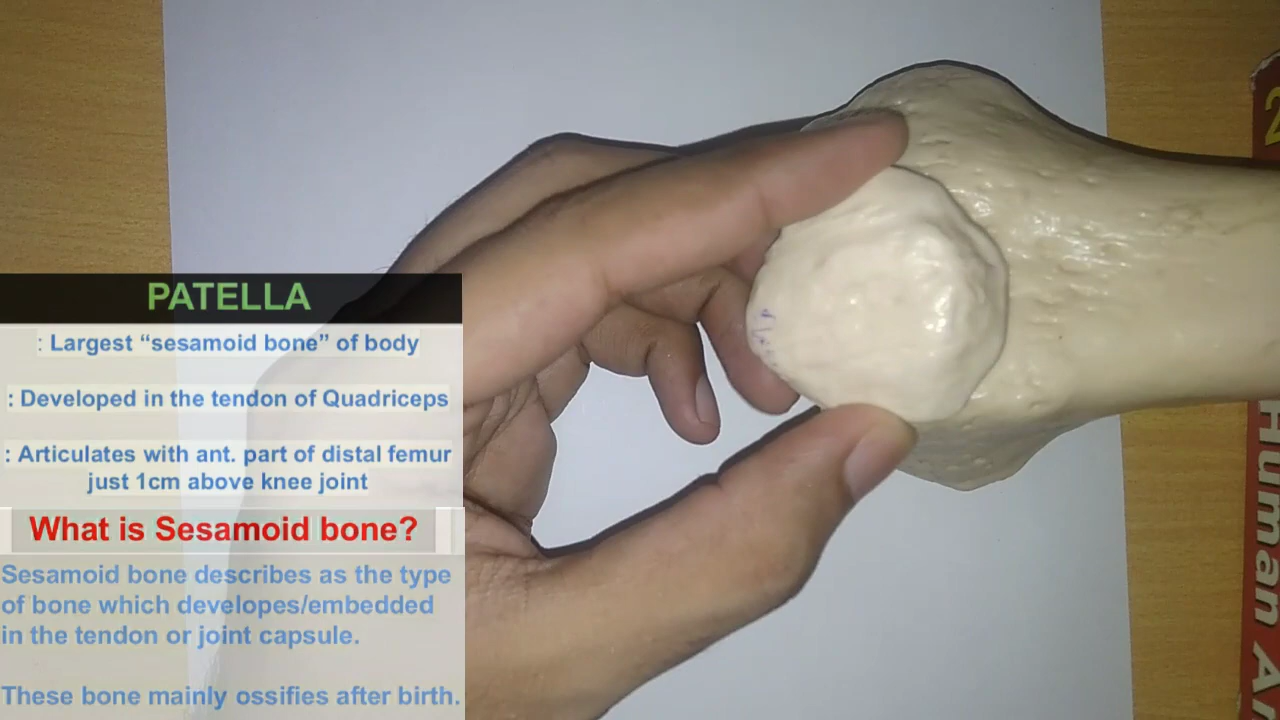 PATELLA
: Largest “sesamoid bone” of body
: Developed in the tendon of Quadriceps
: Articulates with ant. part of distal femur
just 1cm above knee joint
What is Sesamoid bone?
Sesamoid bone describes as the type
of bone which developes/embedded
in the tendon or joint capsule.
These bone mainly ossifies after birth.
2
Human An